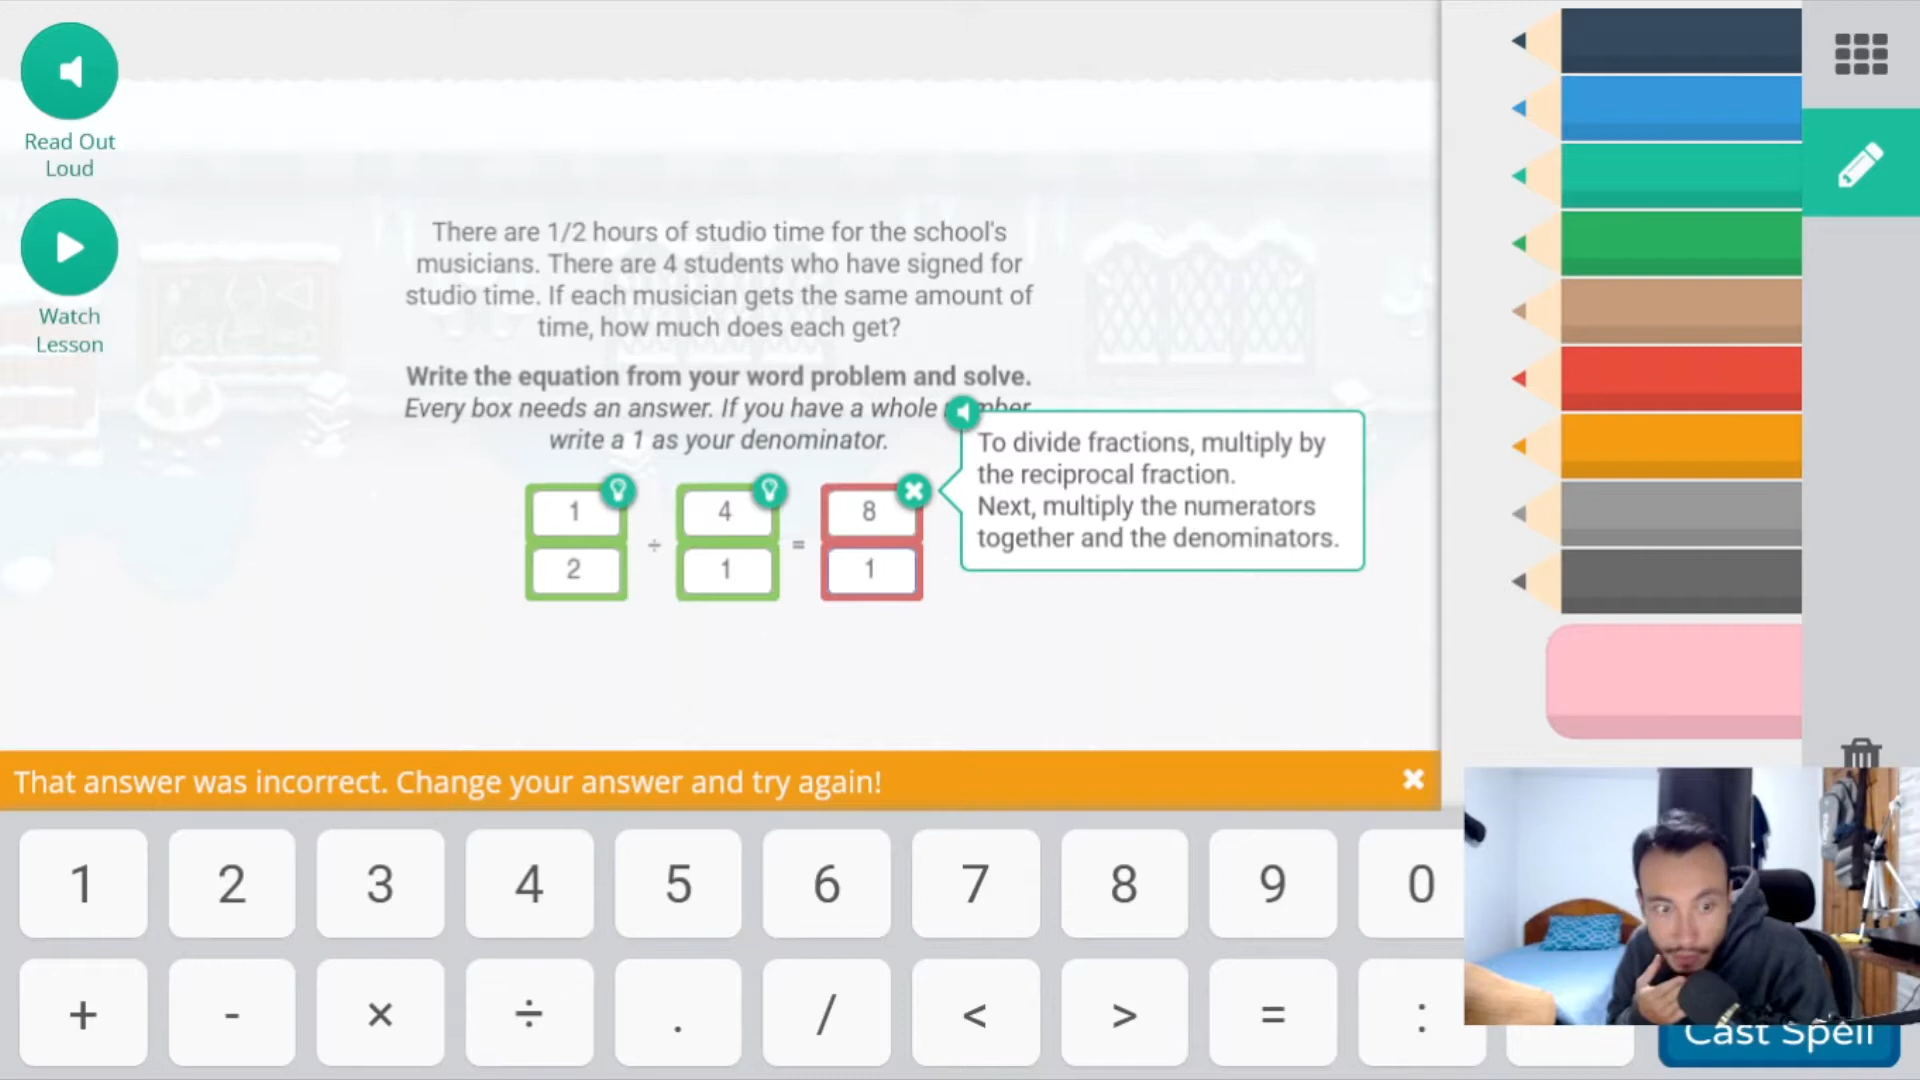 Read Out
Loud
Watch
Lesson
There are 1/2 hours of studio time for the school's
musicians. There are 4 students who have signed for
studio time. If each musician gets the same amount of
time, how much does each get?
Write the equation from your word problem and solve.
Every box needs an answer. If you have a whole number
write a 1 as your denominator.
1 4 8
÷ =
2 1 1
To divide fractions, multiply by
the reciprocal fraction.
Next, multiply the numerators
together and the denominators.
That answer was incorrect. Change your answer and try again!
1 2 3 4 5 6 7 8 9 0
+ - × ÷ . / < > = :
Cast Spell